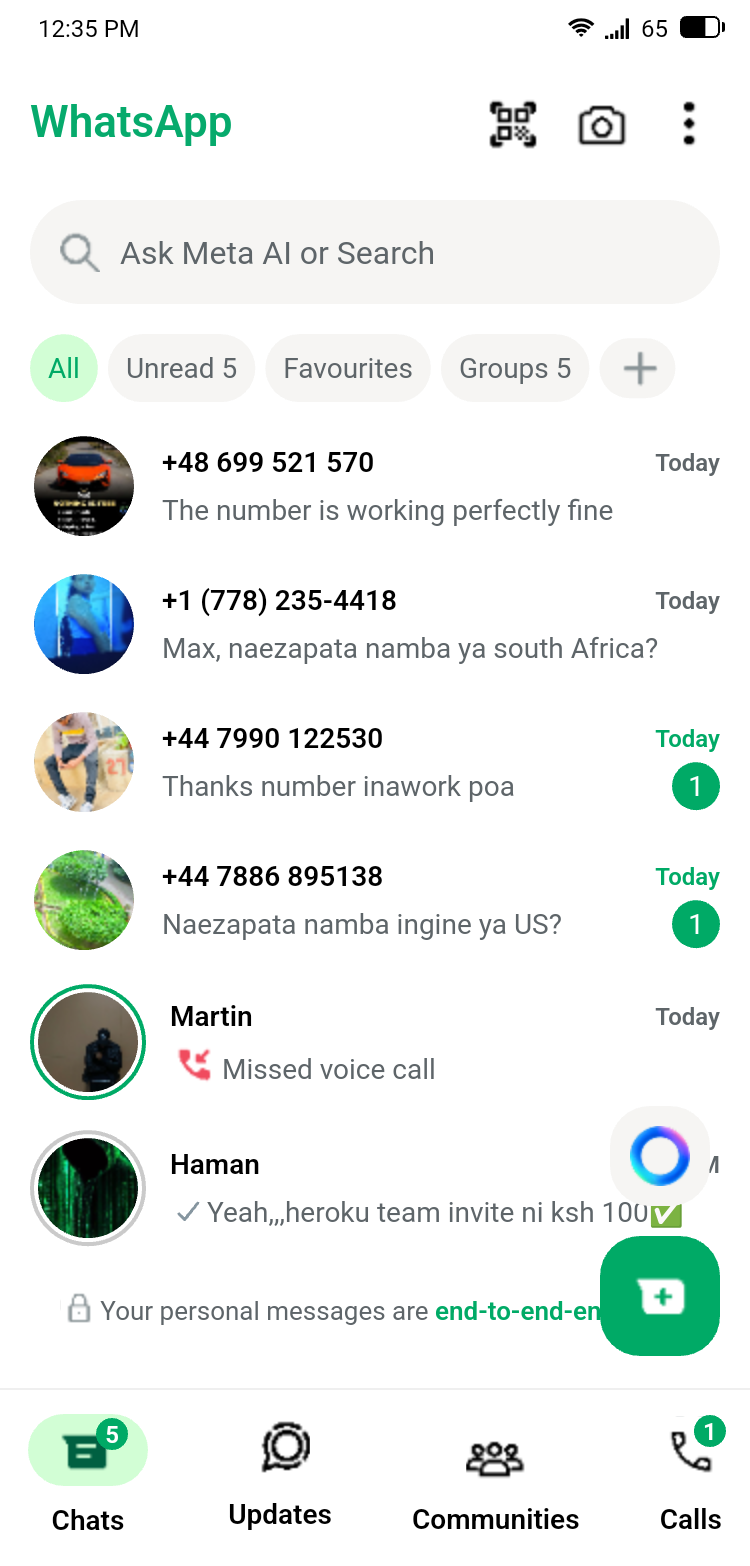 12:35 PM 65
WhatsApp
Ask Meta AI or Search
All Unread 5 Favourites Groups 5
+48 699 521 570 Today
The number is working perfectly fine
+1 (778) 235-4418 Today
Max, naezapata namba ya south Africa?
+44 7990 122530 Today
Thanks number inawork poa 1
+44 7886 895138 Today
Naezapata namba ingine ya US? 1
Martin Today
Missed voice call
Haman M
Yeah,,,heroku team invite ni ksh 100✅
Your personal messages are end-to-end-en
5 1
Chats Updates Communities Calls